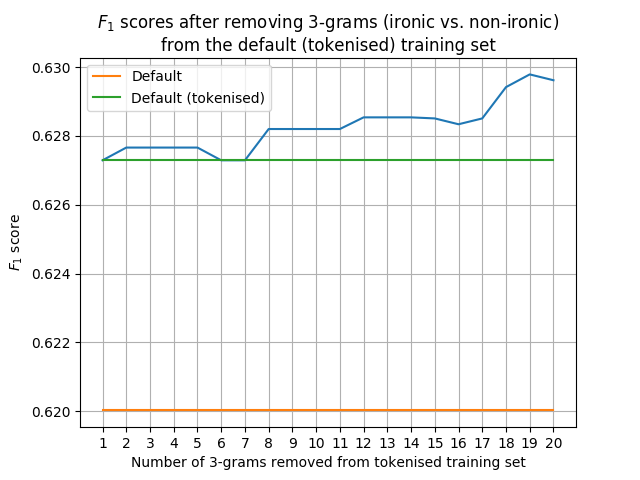 F1 scores after removing 3-grams (ironic vs. non-ironic)
from the default (tokenised) training set
Default
Default (tokenised)
0.630
0.628
0.626
0.624
0.622
0.620
F1 score
1 2 3 4 5 6 7 8 9 10 11 12 13 14 15 16 17 18 19 20
Number of 3-grams removed from tokenised training set